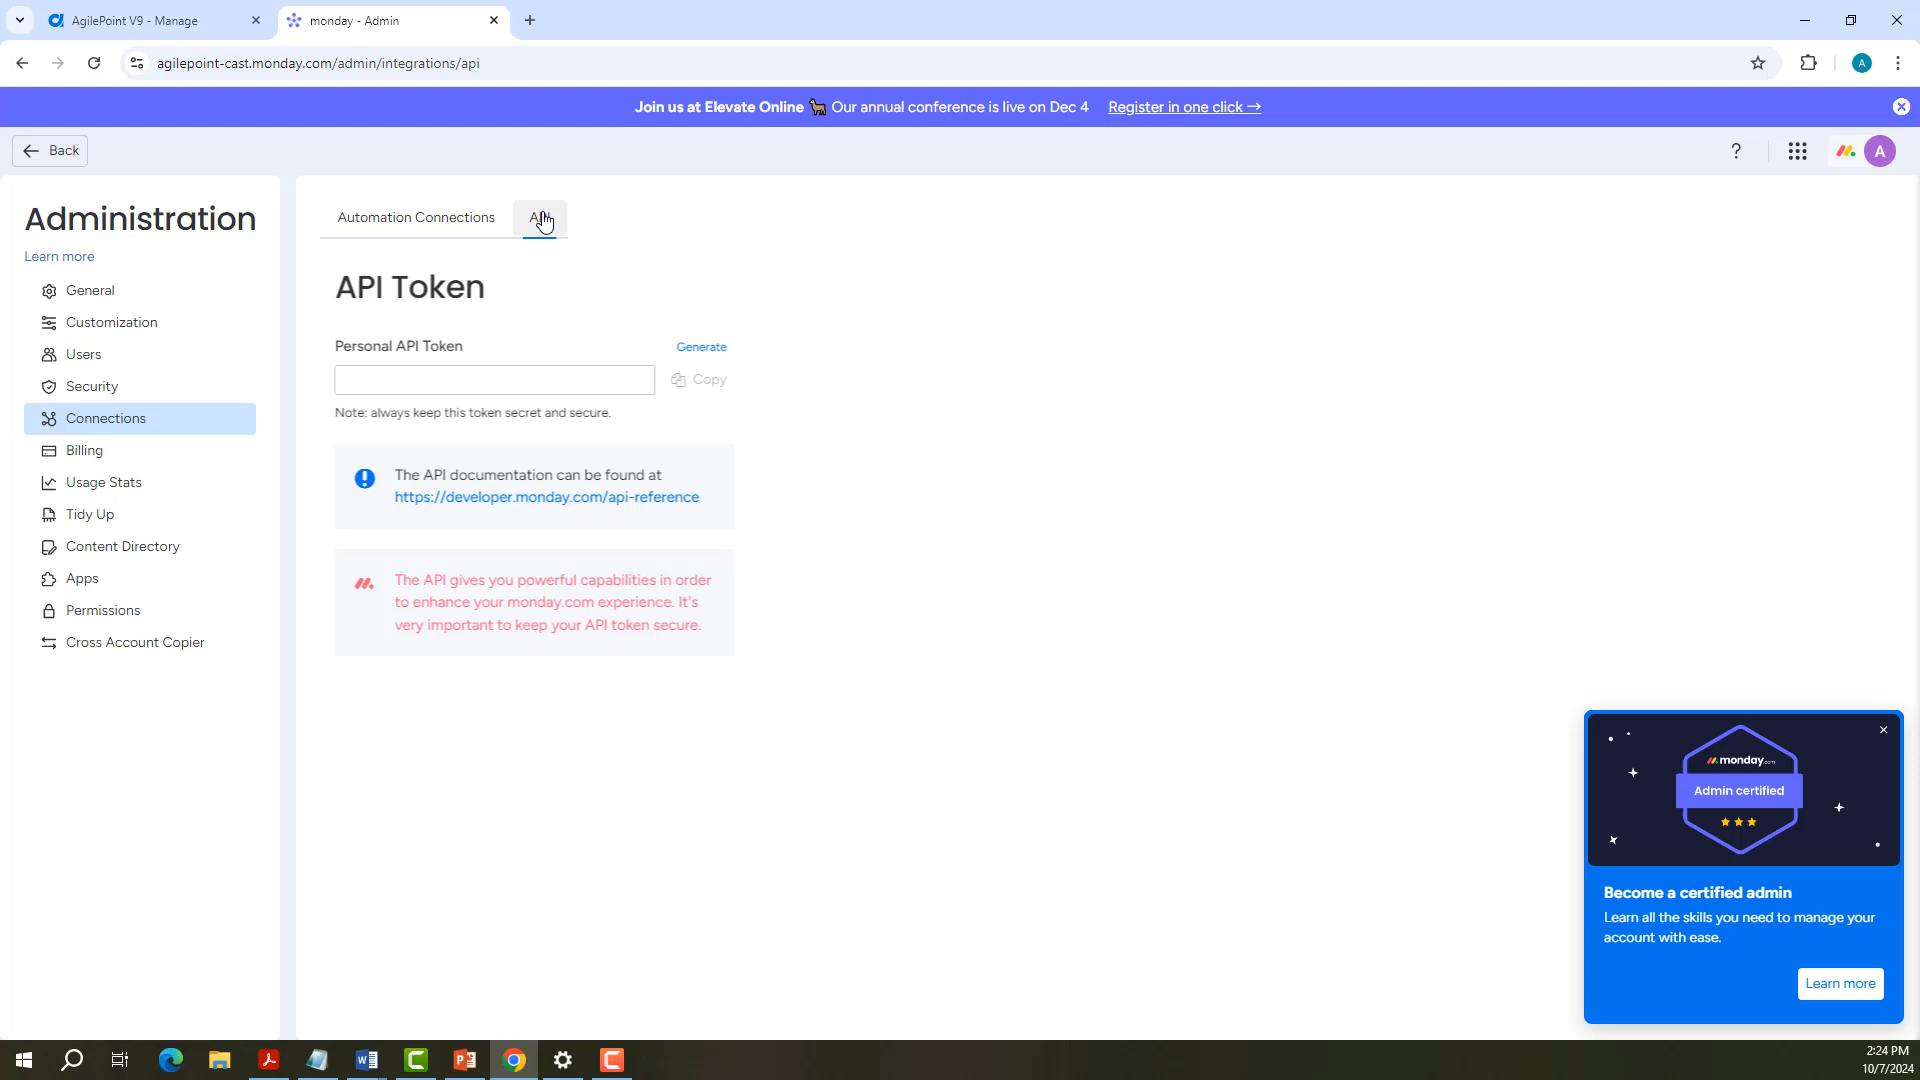 AgilePoint V9 - Manage
monday - Admin
agilepoint-cast.monday.com/admin/integrations/api
A
Join us at Elevate Online 🐕‍🦺 Our annual conference is live on Dec 4 Register in one click →
Back
?
A
Administration
Learn more
General
Customization
Users
Security
Connections
Billing
Usage Stats
Tidy Up
Content Directory
Apps
Permissions
Cross Account Copier
Automation Connections
API Token
Personal API Token
Generate
Copy
Note: always keep this token secret and secure.
The API documentation can be found at
https://developer.monday.com/api-reference
The API gives you powerful capabilities in order
to enhance your monday.com experience. It's
very important to keep your API token secure.
monday.com
Admin certified
Become a certified admin
Learn all the skills you need to manage your
account with ease.
Learn more
2:24 PM
10/7/2024